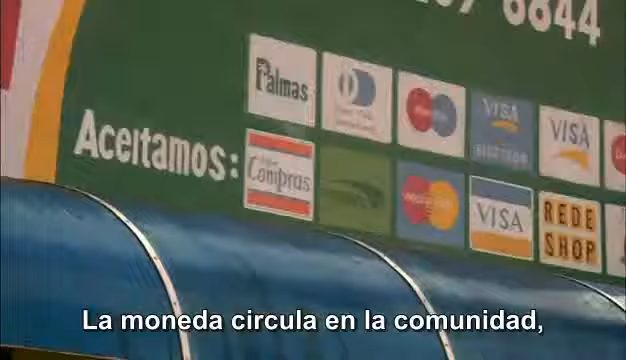 6844
Palmas
VISA
VISA
Aceitamos:
Compras
VISA
REDE
SHOP
La moneda circula en la comunidad,